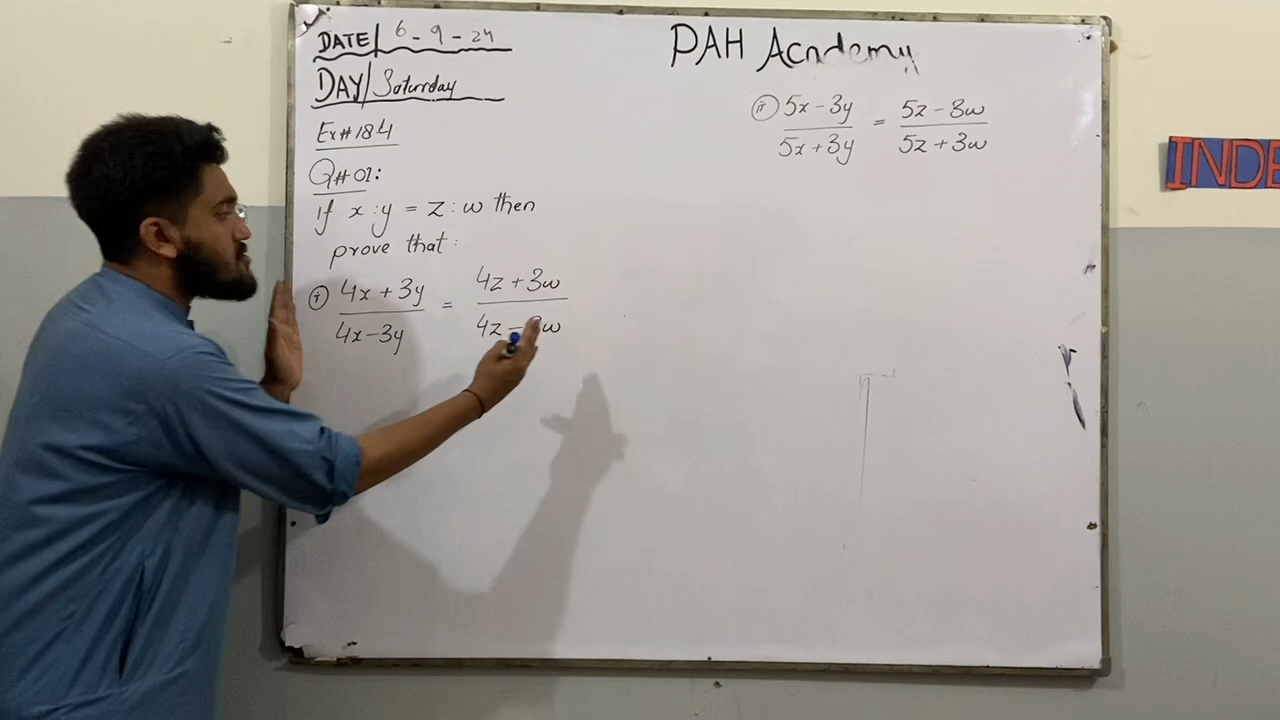 DATE/ 6-9-24
DAY/ Saturday
PAH Academy
Ex#18.4
Q#01:
if x:y = z:w then
prove that:
(i) 4x+3y / 4x-3y = 4z+3w / 4z-3w
(ii) 5x-3y / 5x+3y = 5z-3w / 5z+3w
INDE